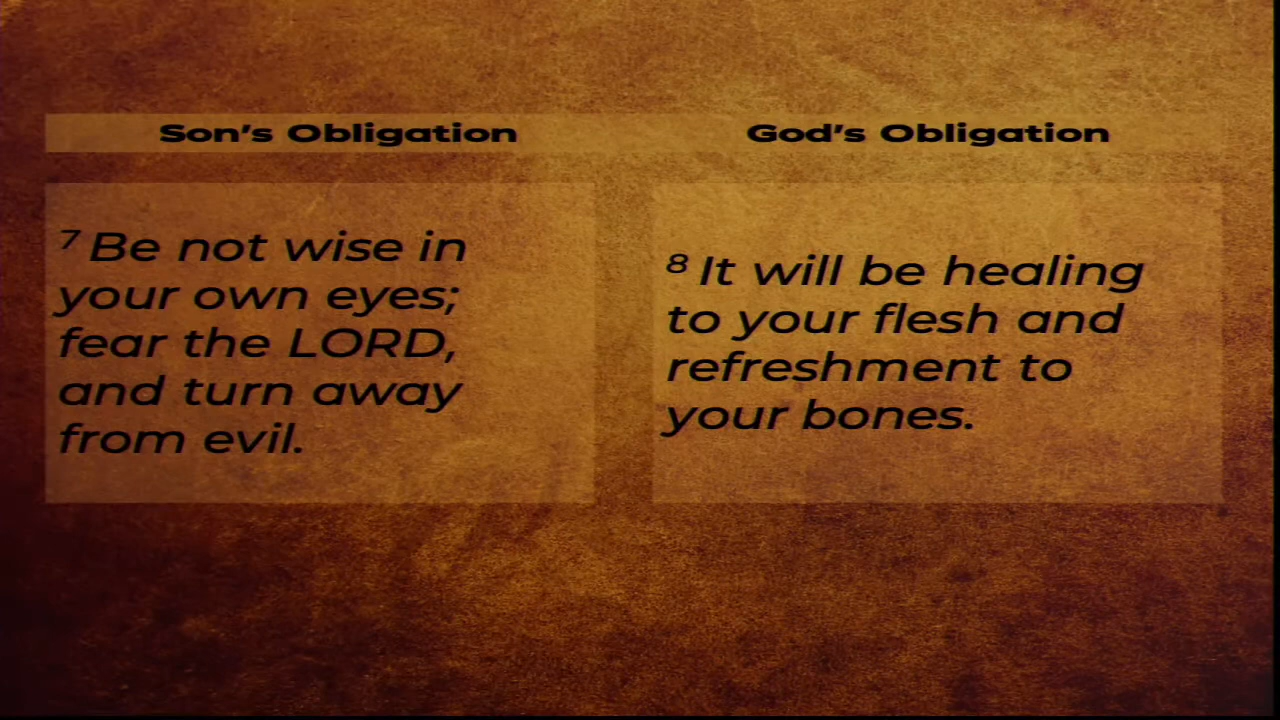 Son's Obligation
God's Obligation
7 Be not wise in
your own eyes;
fear the LORD,
and turn away
from evil.
8 It will be healing
to your flesh and
refreshment to
your bones.